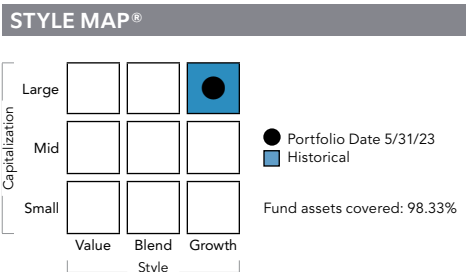 STYLE MAP®
Large
Mid
Small
Capitalization
Value Blend Growth
Style
Portfolio Date 5/31/23
Historical
Fund assets covered: 98.33%